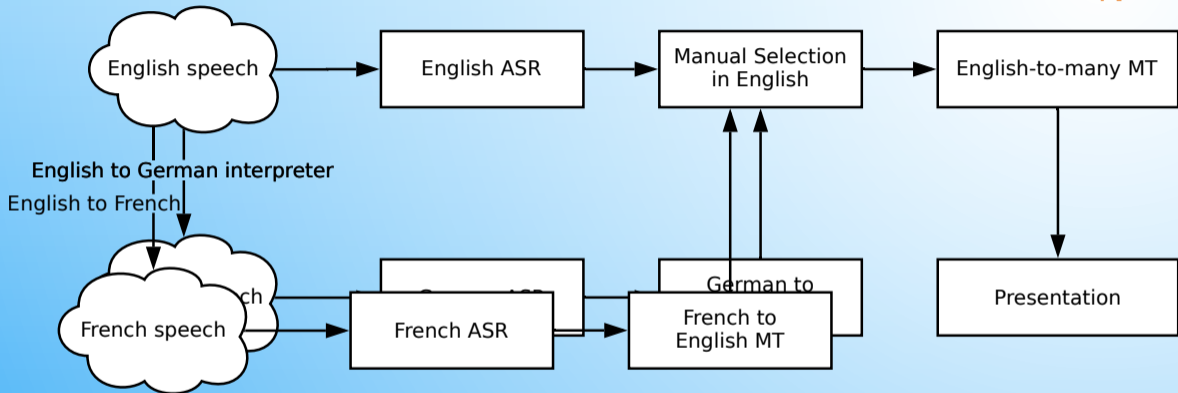 English speech
English ASR
Manual Selection
in English
English-to-many MT
English to German interpreter
English to French
ch
German to
Presentation
French speech
French ASR
French to
English MT